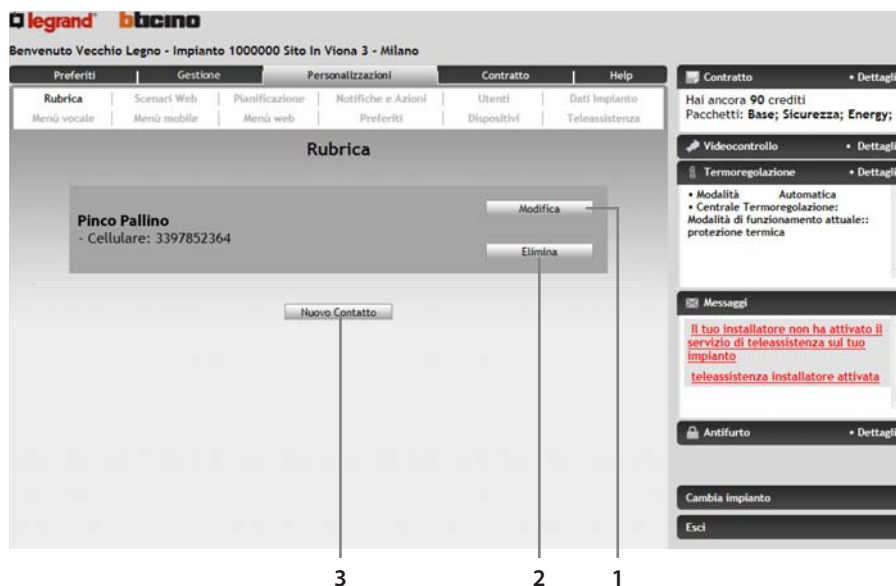 legrand bticino
Benvenuto Vecchio Legno - Impianto 1000000 Sito In Viona 3 - Milano
Preferiti Gestione Personalizzazioni Contratto Help
Rubrica Scenari Web Pianificazione Notifiche e Azioni Utenti Dati Impianto
Menù vocale Menù mobile Menù web Preferiti Dispositivi Teleassistenza
Rubrica
Pinco Pallino
- Cellulare: 3397852364
Modifica
Elimina
Nuovo Contatto
Contratto • Dettagli
Hai ancora 90 crediti
Pacchetti: Base; Sicurezza; Energy;
Videocontrollo • Dettagli
Termoregolazione • Dettagli
• Modalità Automatica
• Centrale Termoregolazione:
Modalità di funzionamento attuale::
protezione termica
Messaggi
Il tuo installatore non ha attivato il
servizio di teleassistenza sul tuo
impianto
teleassistenza installatore attivata
Antifurto • Dettagli
Cambia impianto
Esci
3 2 1